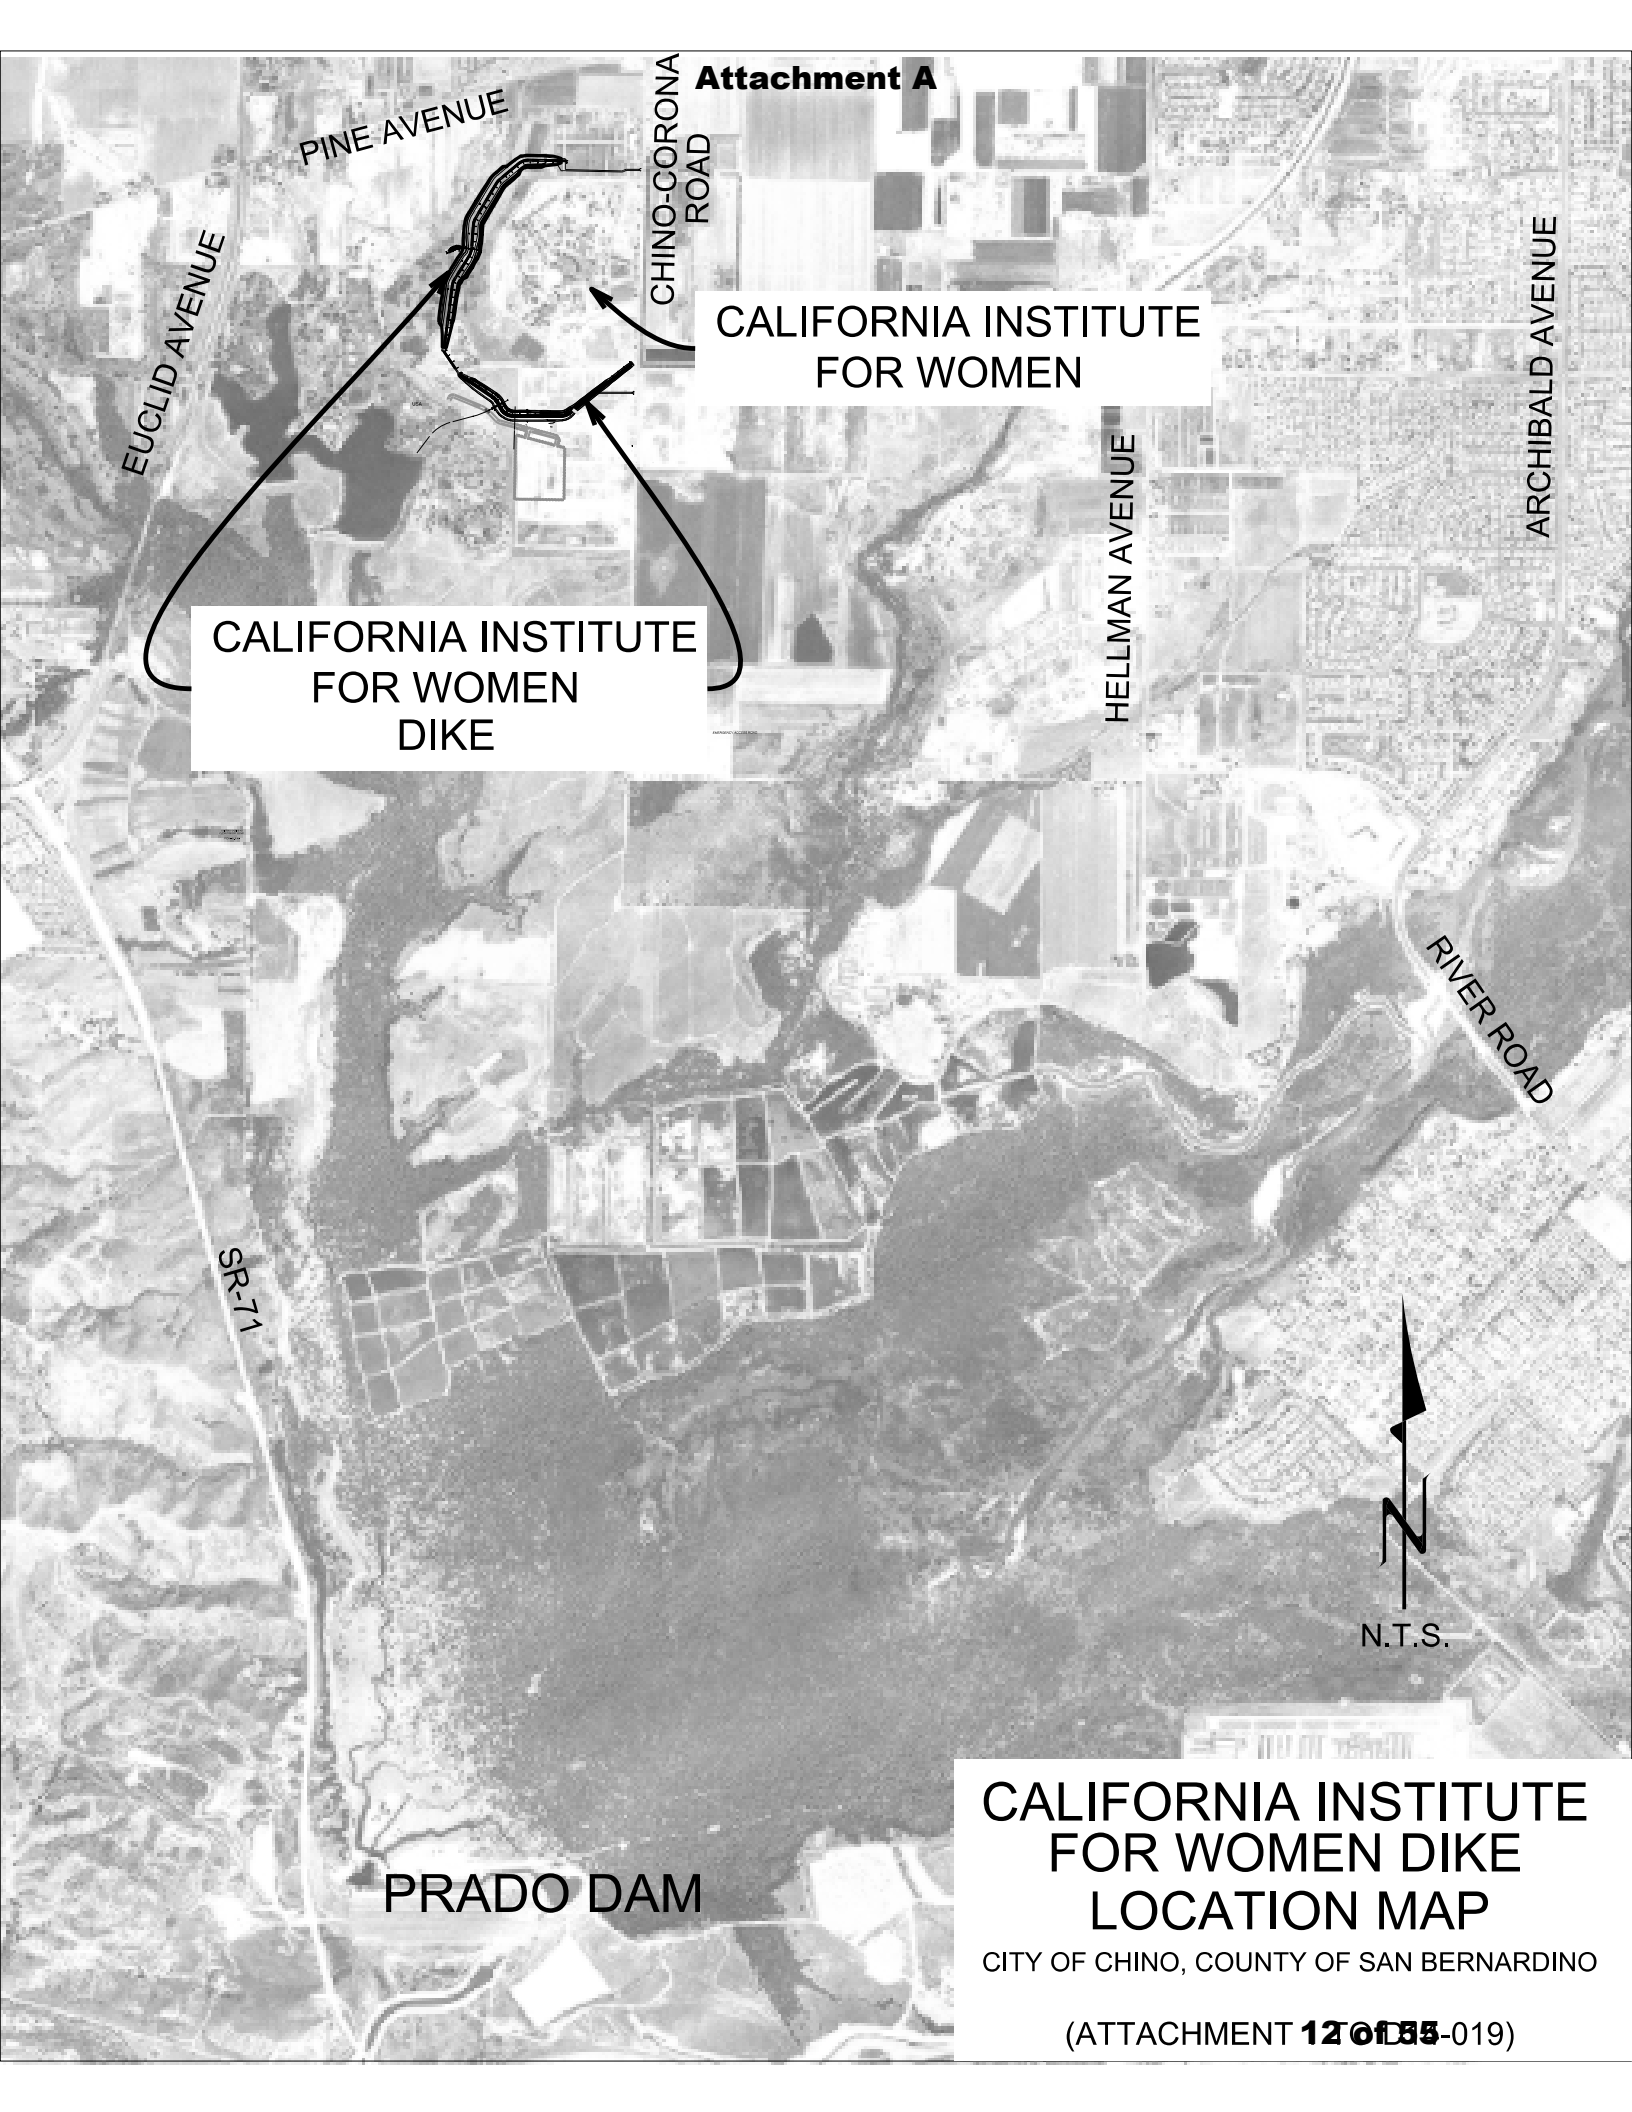 Attachment A
PINE AVENUE
CHINO-CORONA
ROAD
EUCLID AVENUE
CALIFORNIA INSTITUTE
FOR WOMEN
ARCHIBALD AVENUE
HELLMAN AVENUE
CALIFORNIA INSTITUTE
FOR WOMEN
DIKE
RIVER ROAD
SR-71
N.T.S.
PRADO DAM
CALIFORNIA INSTITUTE
FOR WOMEN DIKE
LOCATION MAP
CITY OF CHINO, COUNTY OF SAN BERNARDINO
(ATTACHMENT 12 of -019)